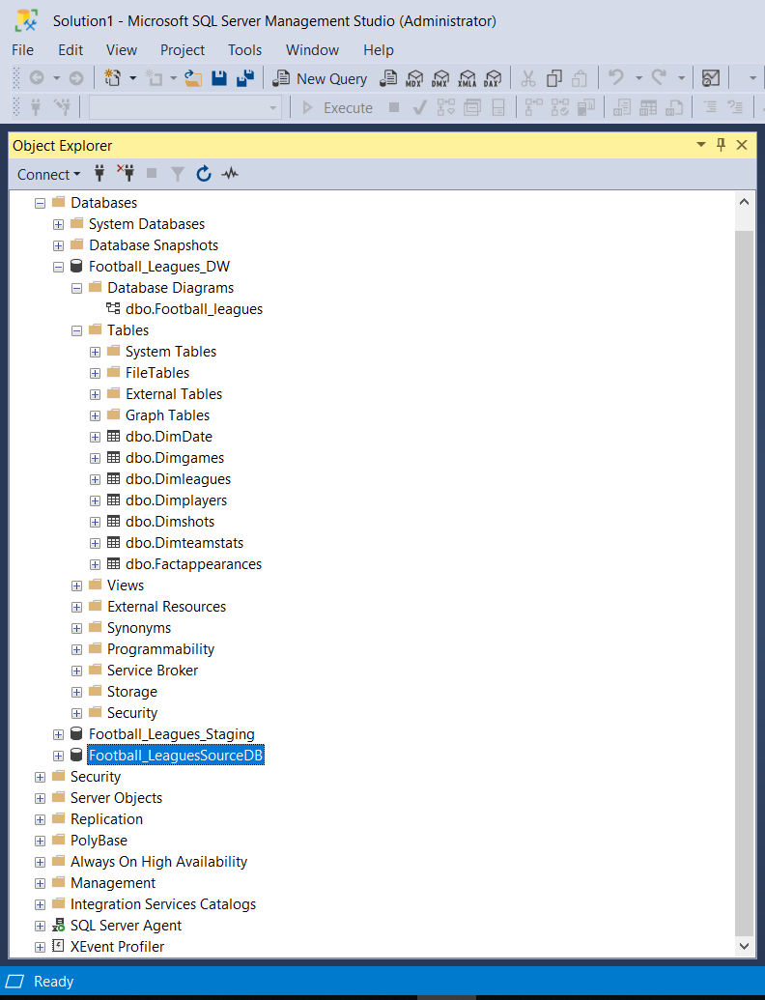 Solution1 - Microsoft SQL Server Management Studio (Administrator)
File Edit View Project Tools Window Help
New Query MDX DMX XMLA DAX
Execute
Object Explorer
Connect
Databases
System Databases
Database Snapshots
Football_Leagues_DW
Database Diagrams
dbo.Football_leagues
Tables
System Tables
FileTables
External Tables
Graph Tables
dbo.DimDate
dbo.Dimgames
dbo.Dimleagues
dbo.Dimplayers
dbo.Dimshots
dbo.Dimteamstats
dbo.Factappearances
Views
External Resources
Synonyms
Programmability
Service Broker
Storage
Security
Football_Leagues_Staging
Football_LeaguesSourceDB
Security
Server Objects
Replication
PolyBase
Always On High Availability
Management
Integration Services Catalogs
SQL Server Agent
XEvent Profiler
Ready